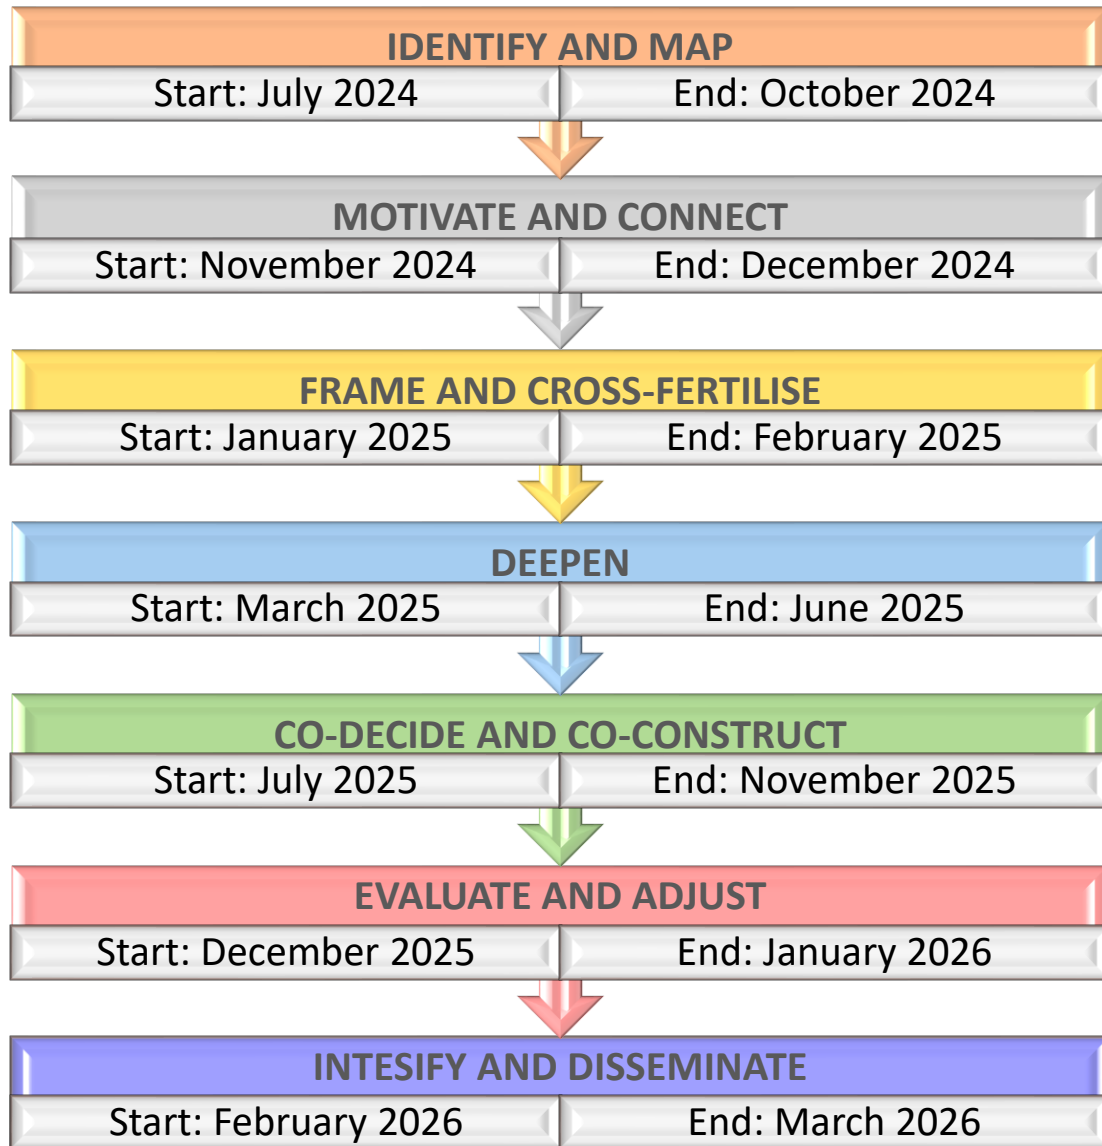 IDENTIFY AND MAP
Start: July 2024 End: October 2024
MOTIVATE AND CONNECT
Start: November 2024 End: December 2024
FRAME AND CROSS-FERTILISE
Start: January 2025 End: February 2025
DEEPEN
Start: March 2025 End: June 2025
CO-DECIDE AND CO-CONSTRUCT
Start: July 2025 End: November 2025
EVALUATE AND ADJUST
Start: December 2025 End: January 2026
INTESIFY AND DISSEMINATE
Start: February 2026 End: March 2026